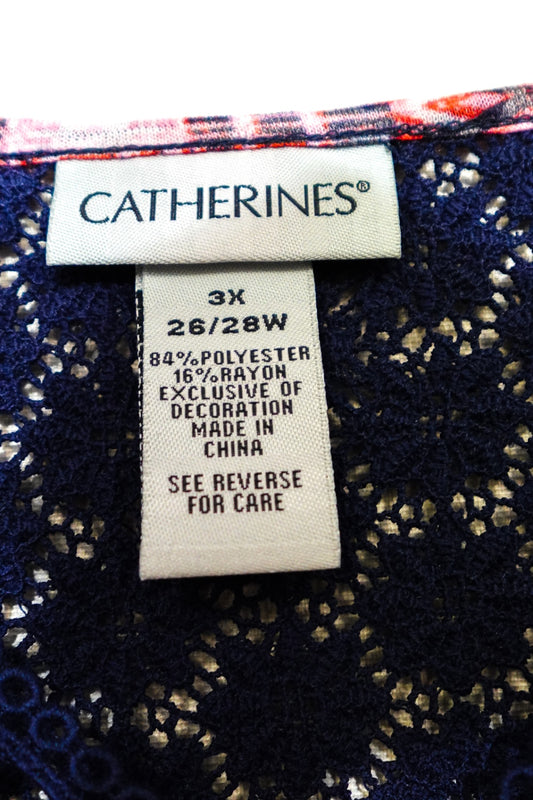 CATHERINES®
3X
26/28W
84%POLYESTER
16%RAYON
EXCLUSIVE OF
DECORATION
MADE IN
CHINA
SEE REVERSE
FOR CARE